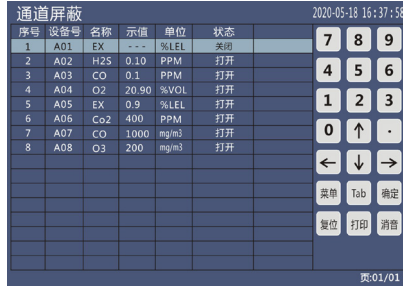 通道屏蔽 2020-05-18 16:37:58
序号 设备号 名称 示值 单位 状态
1 A01 EX --- %LEL 关闭
2 A02 H2S 0.10 PPM 打开
3 A03 CO 0.1 PPM 打开
4 A04 O2 20.90 %VOL 打开
5 A05 EX 0.9 %LEL 打开
6 A06 Co2 400 PPM 打开
7 A07 CO 1000 mg/m3 打开
8 A08 O3 200 mg/m3 打开
7 8 9
4 5 6
1 2 3
0 ↑ ·
← ↓ →
菜单 Tab 确定
复位 打印 消音
页:01/01